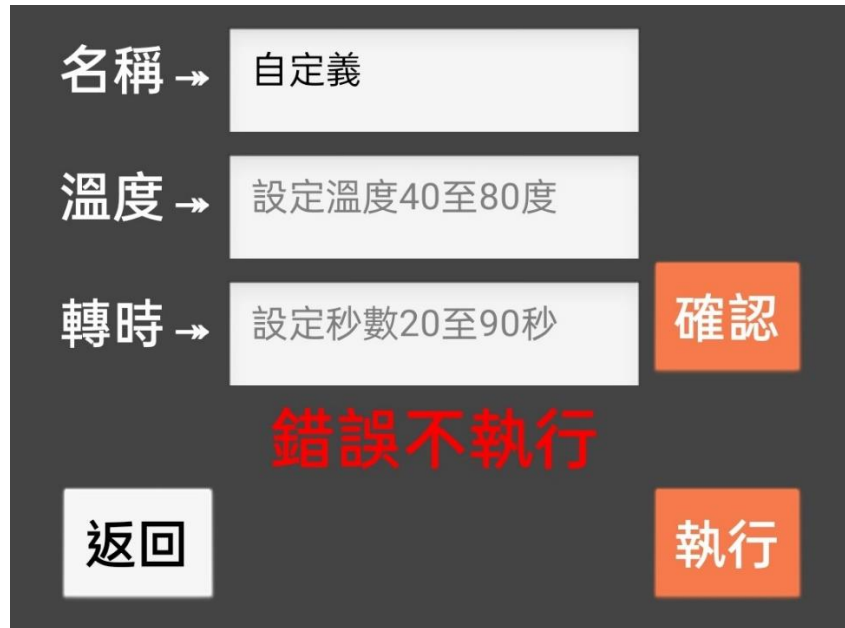 名稱→ 自定義
溫度→ 設定溫度40至80度
轉時→ 設定秒數20至90秒 確認
錯誤不執行
返回 執行